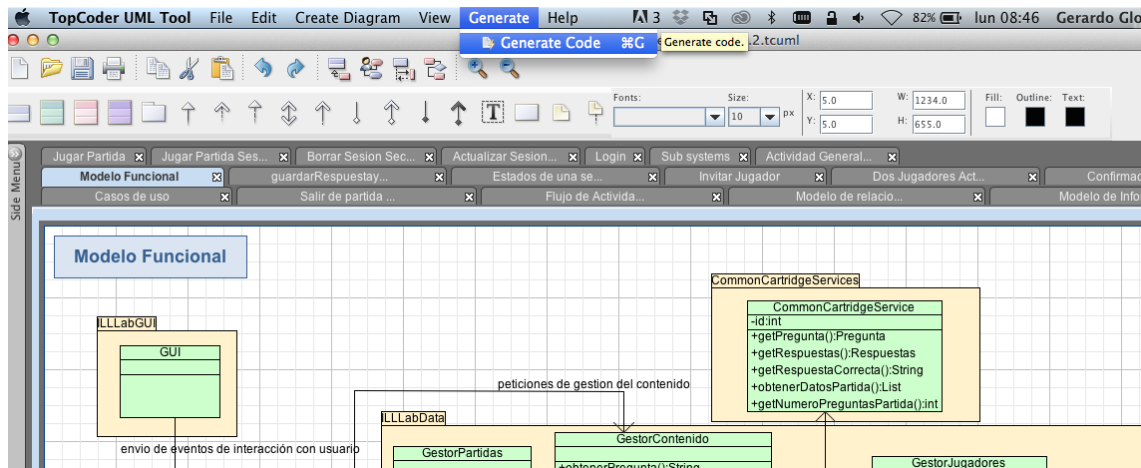 TopCoder UML Tool File Edit Create Diagram View Generate Help 3 82% lun 08:46 Gerardo Glo
Generate Code ⌘G Generate code. .2.tcuml
Fonts: Size: X: 5.0 W: 1234.0 Fill: Outline: Text:
T 10 px Y: 5.0 H: 655.0
Side Menu
Jugar Partida Jugar Partida Ses... Borrar Sesion Sec... Actualizar Sesion... Login Sub systems Actividad General...
Modelo Funcional guardarRespuestay... Estados de una se... Invitar Jugador Dos Jugadores Act... Confirmac
Casos de uso Salir de partida ... Flujo de Activida... Modelo de relacio... Modelo de Info
Modelo Funcional
CommonCartridgeServices
CommonCartridgeService
-id:int
+getPregunta():Pregunta
+getRespuestas():Respuestas
+getRespuestaCorrecta():String
+obtenerDatosPartida():List
+getNumeroPreguntasPartida():int
ILLLabGUI
GUI
peticiones de gestion del contenido
ILLLabData
envio de eventos de interacción con usuario
GestorPartidas
GestorContenido
+obtenerPregunta():String
GestorJugadores